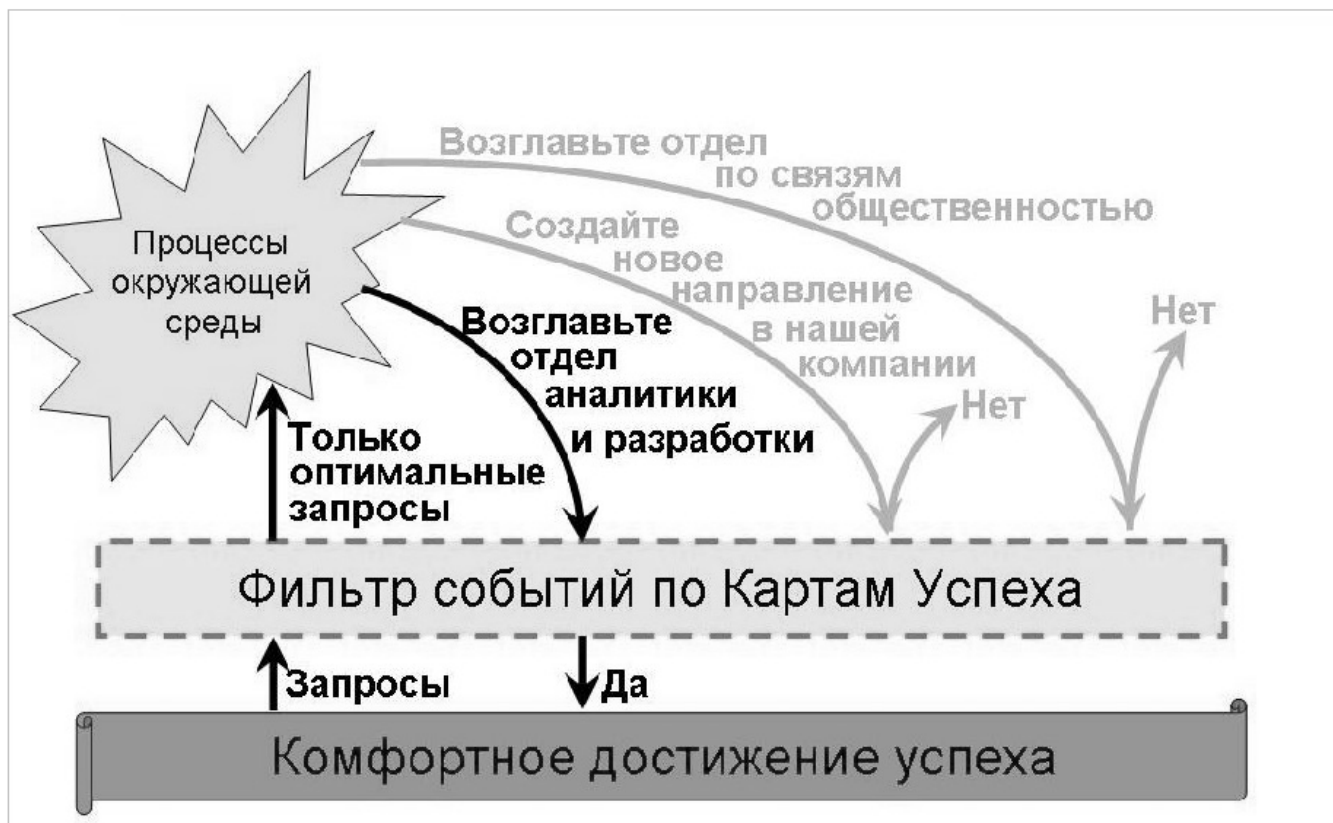 Возглавьте отдел
по связям
общественностью
Создайте
новое
направление
в нашей
компании
Нет
Нет
Процессы
окружающей
среды
Возглавьте
отдел
аналитики
и разработки
Только
оптимальные
запросы
Фильтр событий по Картам Успеха
Запросы
Да
Комфортное достижение успеха